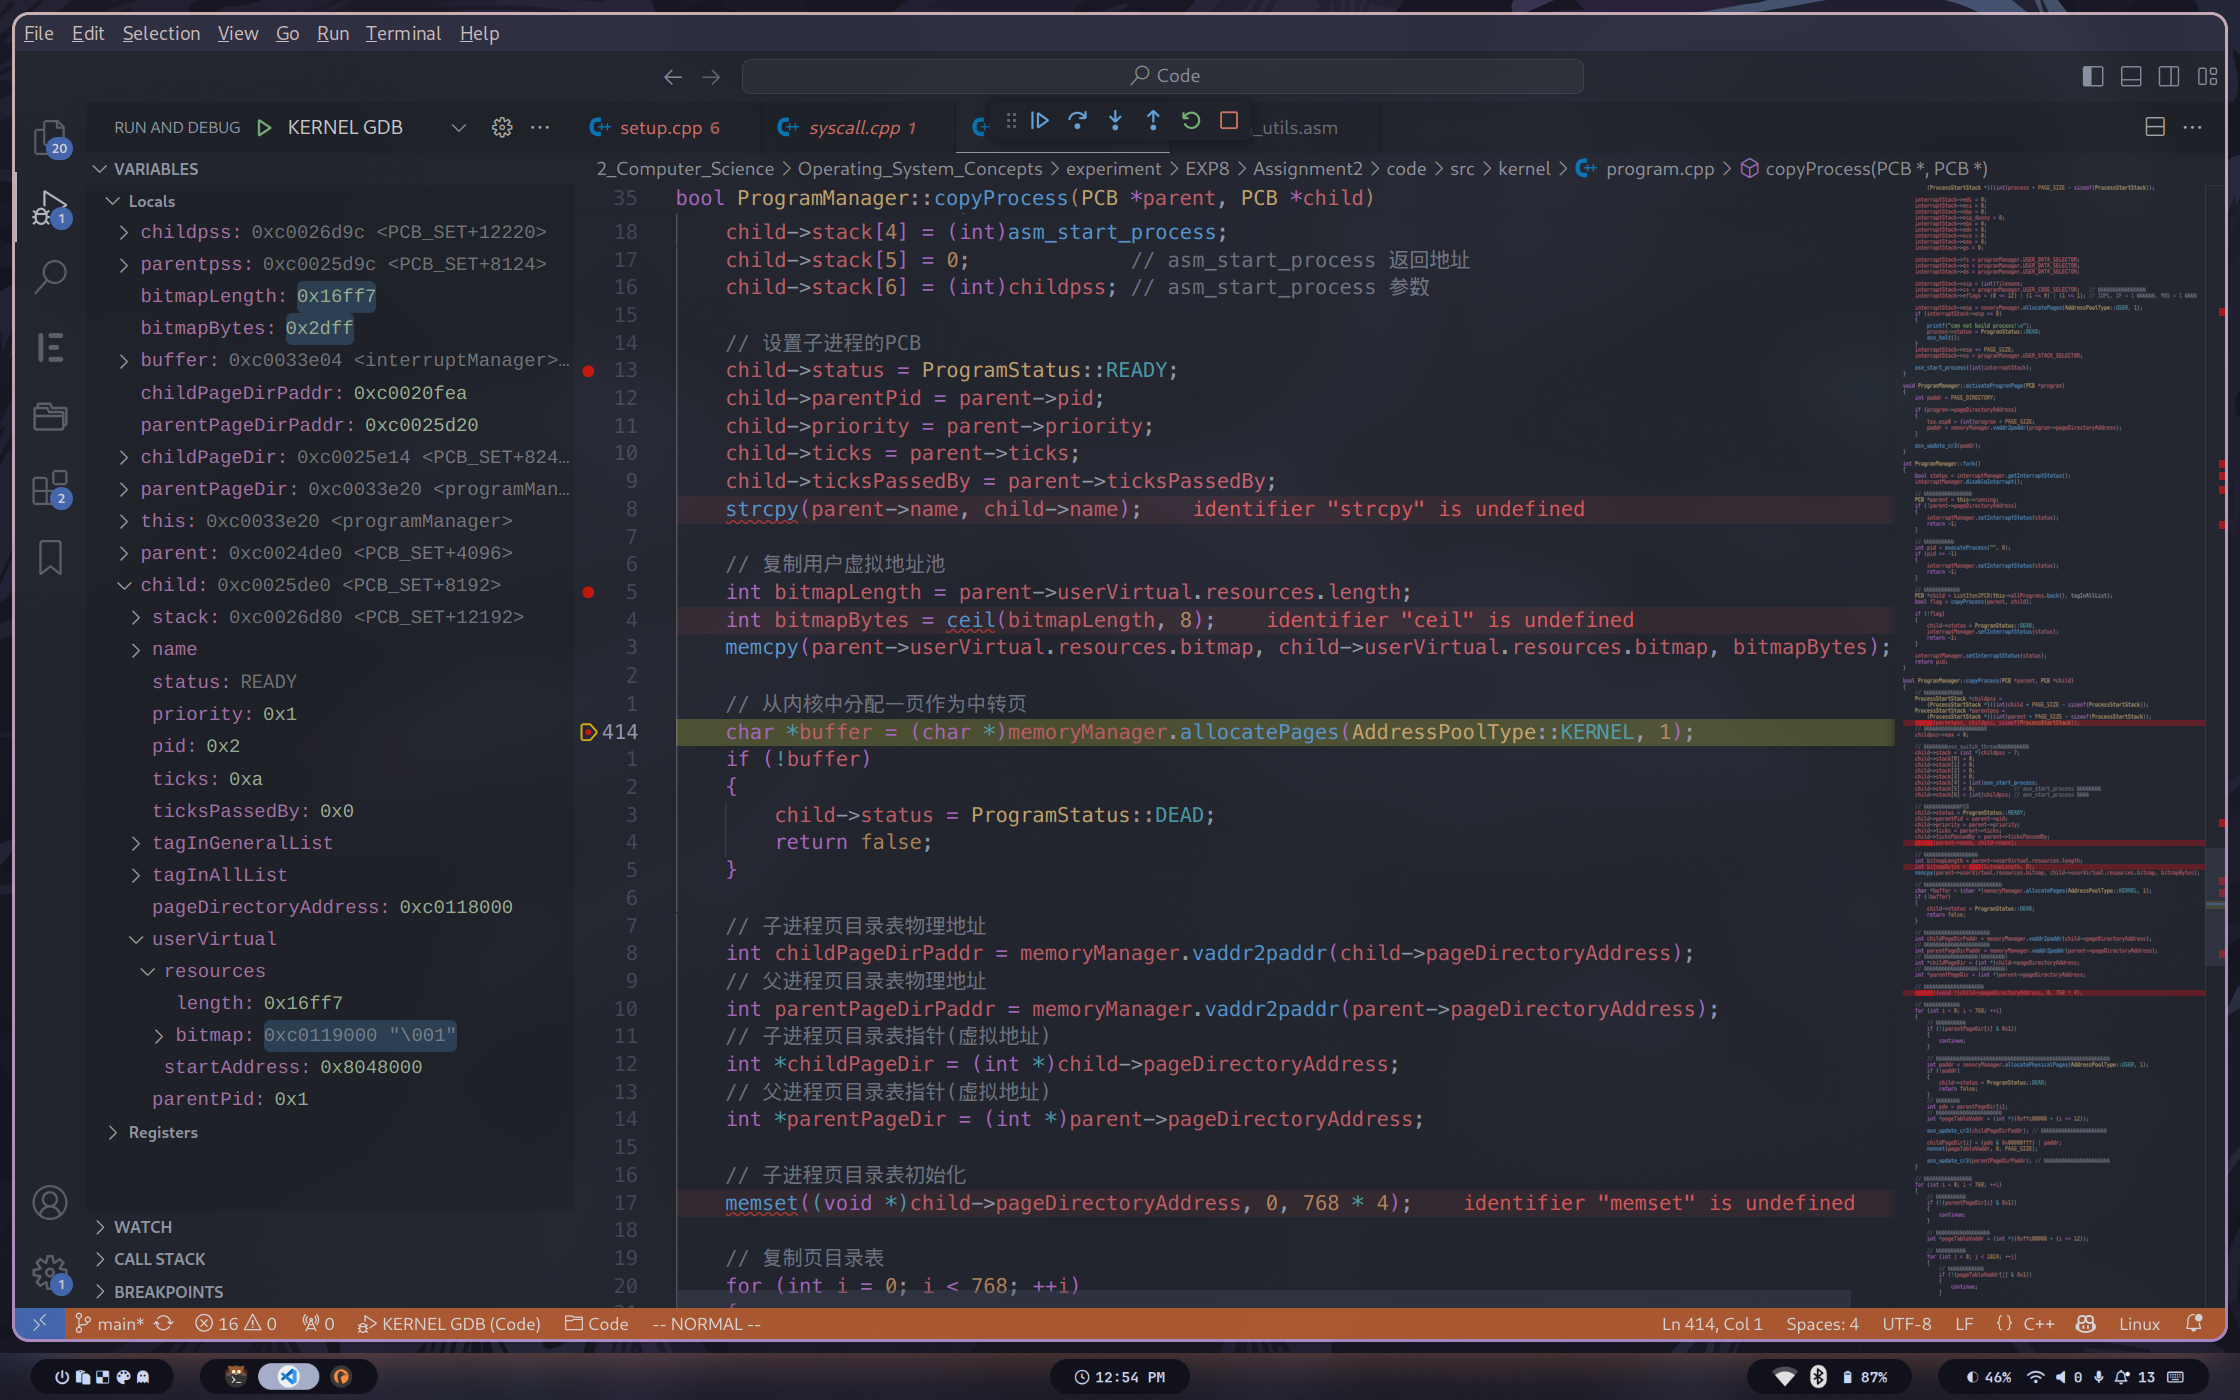 File Edit Selection View Go Run Terminal Help
Code
RUN AND DEBUG KERNEL GDB
setup.cpp 6 syscall.cpp 1 _utils.asm
20
1
2
1
VARIABLES
Locals
childpss: 0xc0026d9c <PCB_SET+12220>
parentpss: 0xc0025d9c <PCB_SET+8124>
bitmapLength: 0x16ff7
bitmapBytes: 0x2dff
buffer: 0xc0033e04 <interruptManager>…
childPageDirPaddr: 0xc0020fea
parentPageDirPaddr: 0xc0025d20
childPageDir: 0xc0025e14 <PCB_SET+824…
parentPageDir: 0xc0033e20 <programMan…
this: 0xc0033e20 <programManager>
parent: 0xc0024de0 <PCB_SET+4096>
child: 0xc0025de0 <PCB_SET+8192>
stack: 0xc0026d80 <PCB_SET+12192>
name
status: READY
priority: 0x1
pid: 0x2
ticks: 0xa
ticksPassedBy: 0x0
tagInGeneralList
tagInAllList
pageDirectoryAddress: 0xc0118000
userVirtual
resources
length: 0x16ff7
bitmap: 0xc0119000 "\001"
startAddress: 0x8048000
parentPid: 0x1
Registers
WATCH
CALL STACK
BREAKPOINTS
2_Computer_Science > Operating_System_Concepts > experiment > EXP8 > Assignment2 > code > src > kernel > program.cpp > copyProcess(PCB *, PCB *)
35 bool ProgramManager::copyProcess(PCB *parent, PCB *child)
18 child->stack[4] = (int)asm_start_process;
17 child->stack[5] = 0; // asm_start_process 返回地址
16 child->stack[6] = (int)childpss; // asm_start_process 参数
15
14 // 设置子进程的PCB
13 child->status = ProgramStatus::READY;
12 child->parentPid = parent->pid;
11 child->priority = parent->priority;
10 child->ticks = parent->ticks;
9 child->ticksPassedBy = parent->ticksPassedBy;
8 strcpy(parent->name, child->name); identifier "strcpy" is undefined
7
6 // 复制用户虚拟地址池
5 int bitmapLength = parent->userVirtual.resources.length;
4 int bitmapBytes = ceil(bitmapLength, 8); identifier "ceil" is undefined
3 memcpy(parent->userVirtual.resources.bitmap, child->userVirtual.resources.bitmap, bitmapBytes);
2
1 // 从内核中分配一页作为中转页
414 char *buffer = (char *)memoryManager.allocatePages(AddressPoolType::KERNEL, 1);
1 if (!buffer)
2 {
3 child->status = ProgramStatus::DEAD;
4 return false;
5 }
6
7 // 子进程页目录表物理地址
8 int childPageDirPaddr = memoryManager.vaddr2paddr(child->pageDirectoryAddress);
9 // 父进程页目录表物理地址
10 int parentPageDirPaddr = memoryManager.vaddr2paddr(parent->pageDirectoryAddress);
11 // 子进程页目录表指针(虚拟地址)
12 int *childPageDir = (int *)child->pageDirectoryAddress;
13 // 父进程页目录表指针(虚拟地址)
14 int *parentPageDir = (int *)parent->pageDirectoryAddress;
15
16 // 子进程页目录表初始化
17 memset((void *)child->pageDirectoryAddress, 0, 768 * 4); identifier "memset" is undefined
18
19 // 复制页目录表
20 for (int i = 0; i < 768; ++i)
main* 16 0 0 KERNEL GDB (Code) Code -- NORMAL -- Ln 414, Col 1 Spaces: 4 UTF-8 LF {} C++ Linux
12:54 PM 87% 46% 0 13